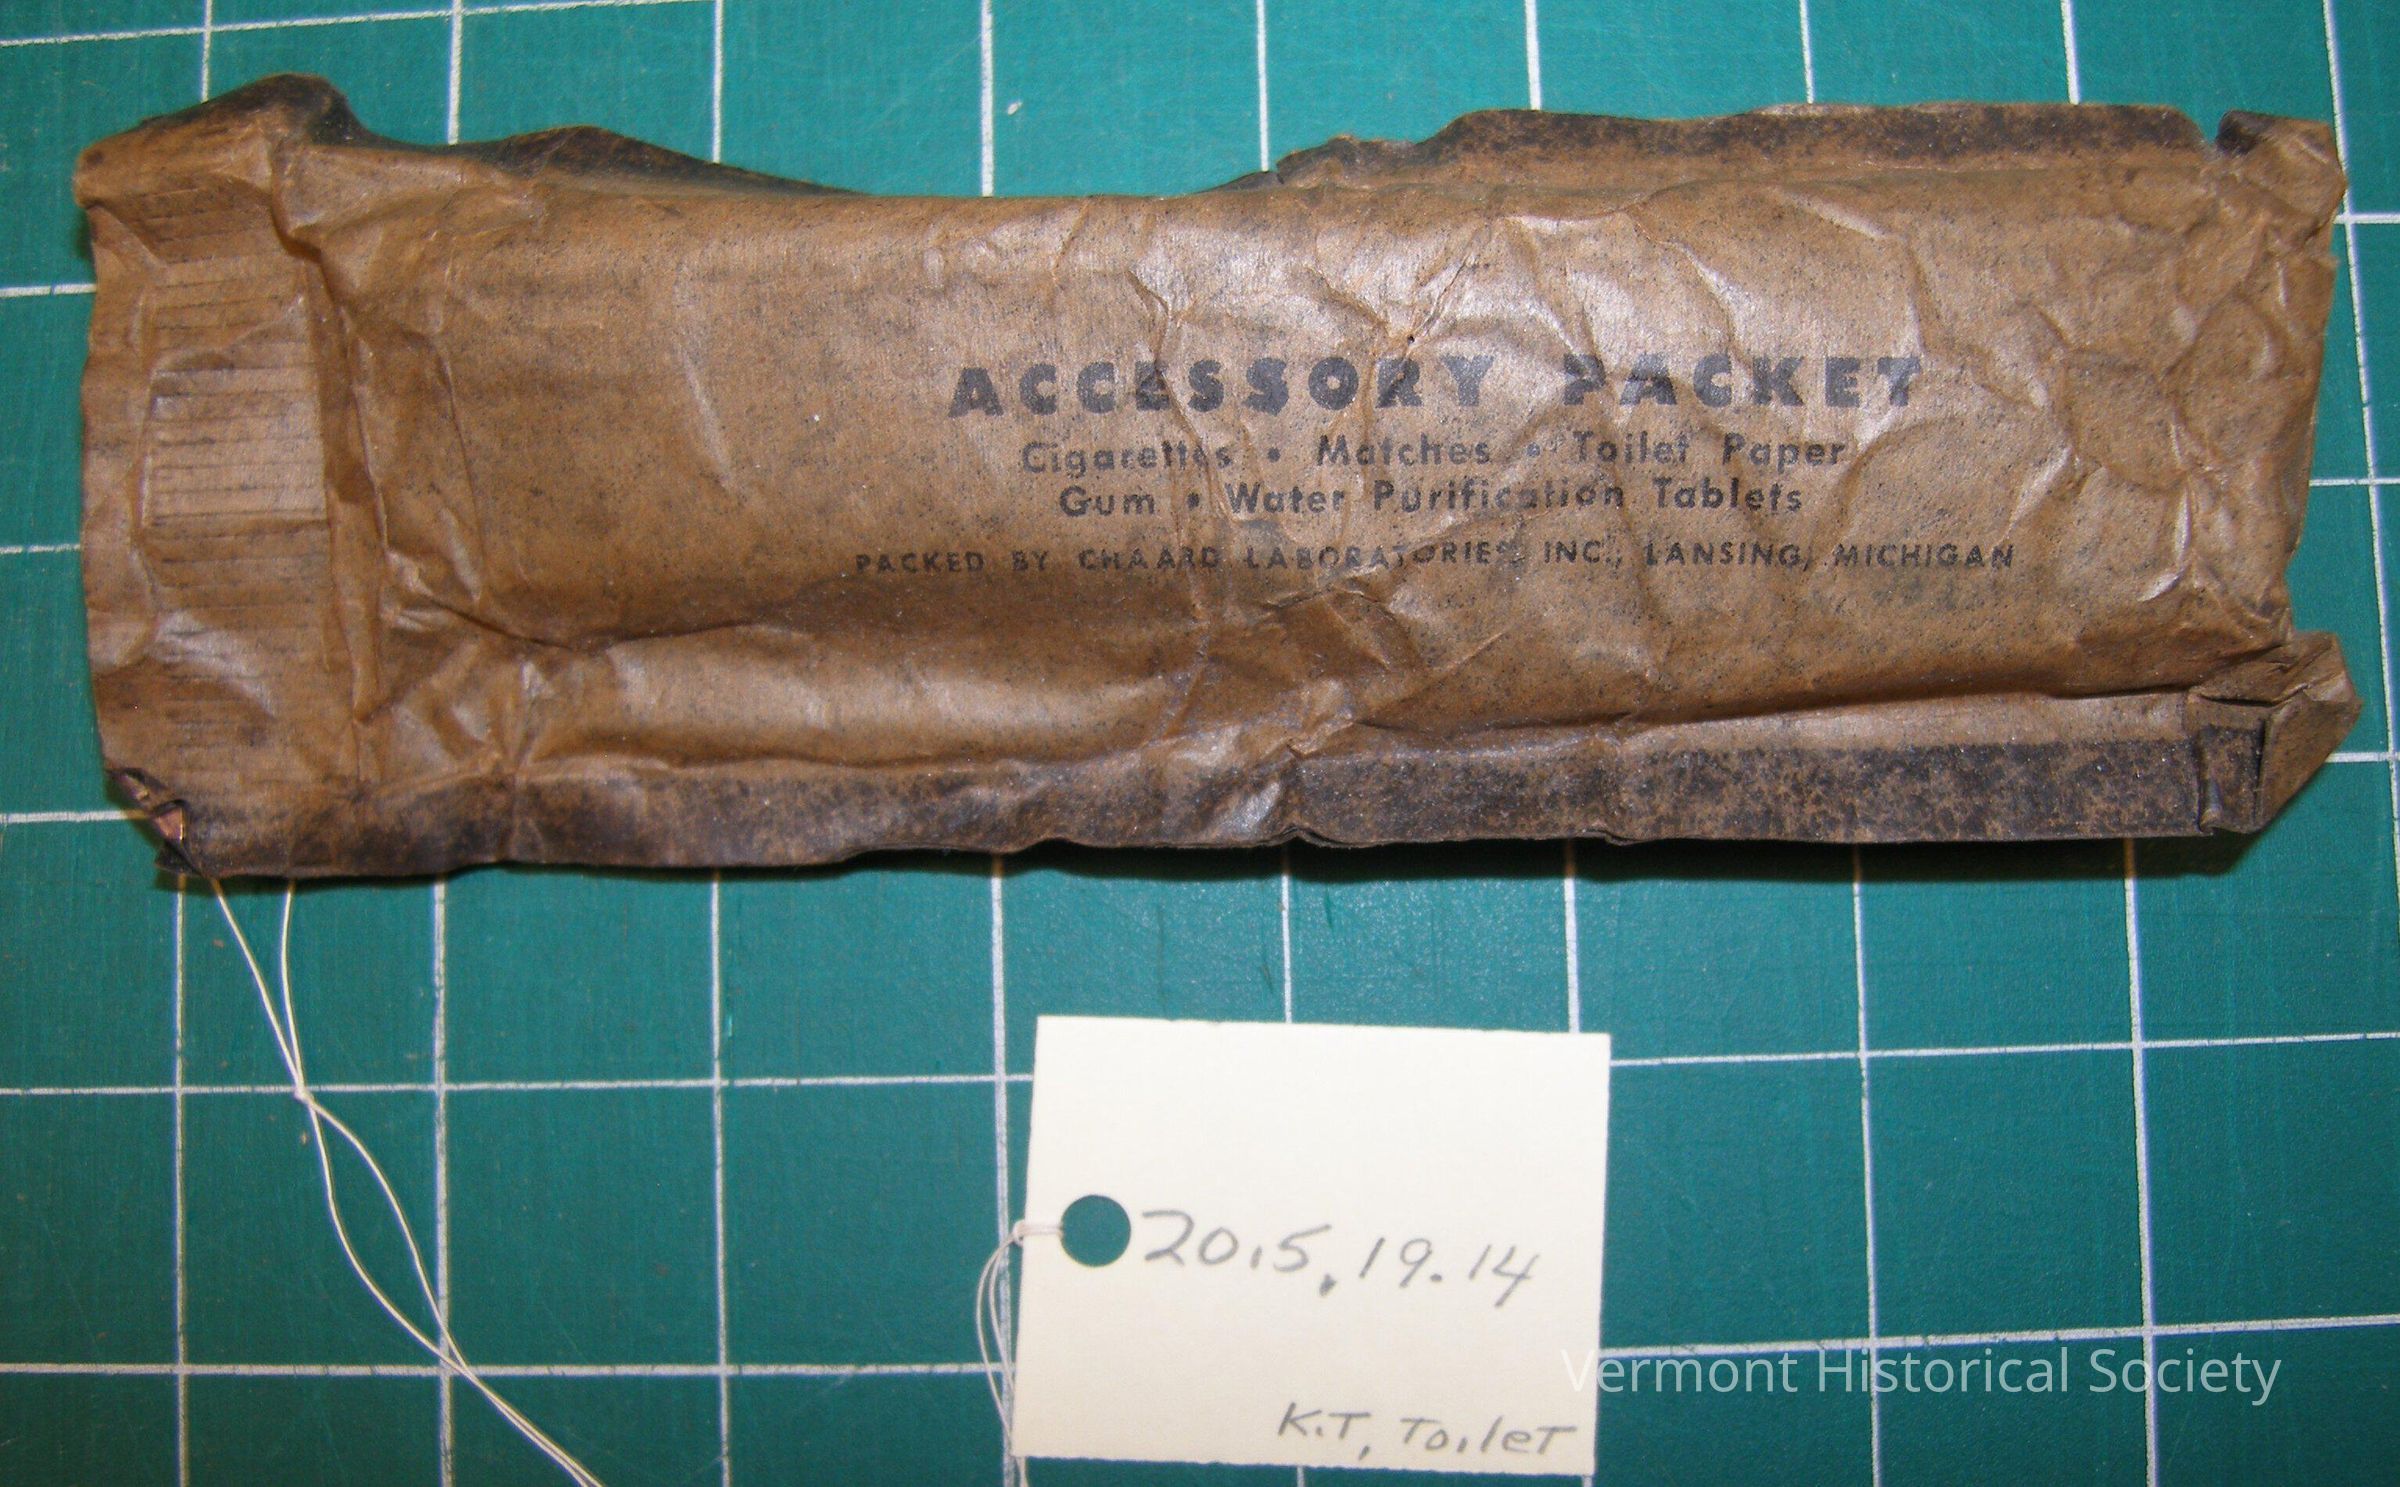 ACCESSORY PACKET
Cigarettes • Matches • Toilet Paper
Gum • Water Purification Tablets
PACKED BY CHAARD LABORATORIES, INC., LANSING, MICHIGAN
2015.19.14
Kit, Toilet
Vermont Historical Society